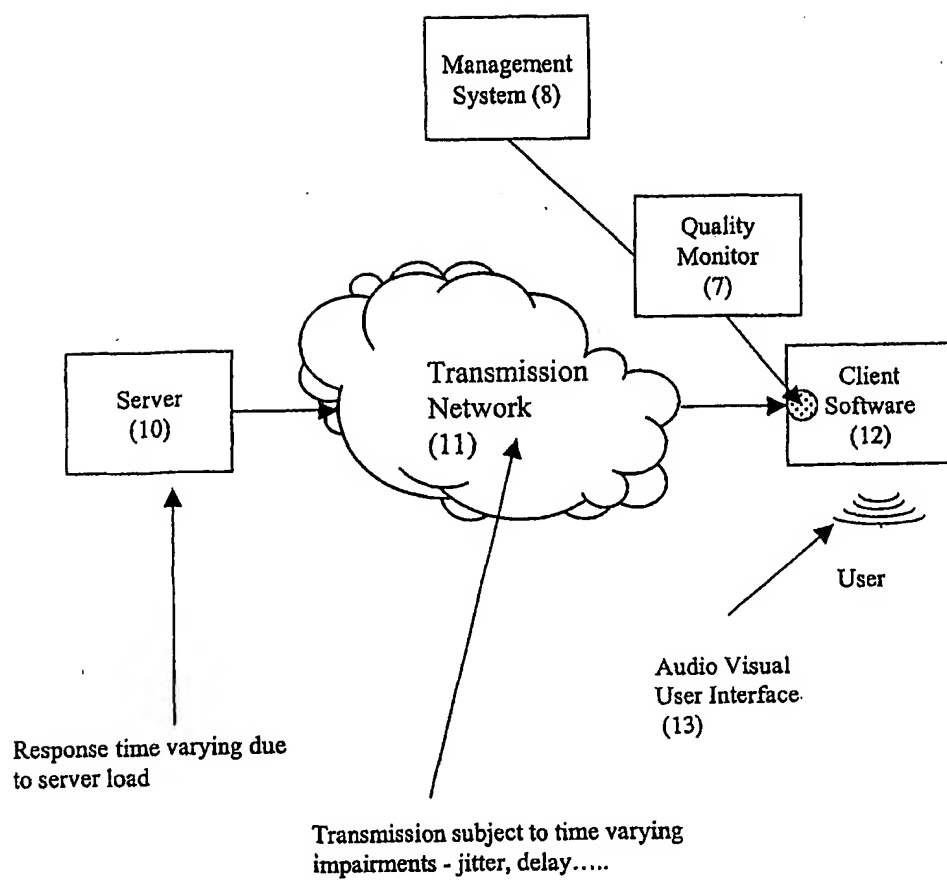 Management
System (8)
Quality
Monitor
(7)
Server
(10)
Transmission
Network
(11)
Client
Software
(12)
User
Audio Visual
User Interface
(13)
Response time varying due
to server load
Transmission subject to time varying
impairments - jitter, delay.....